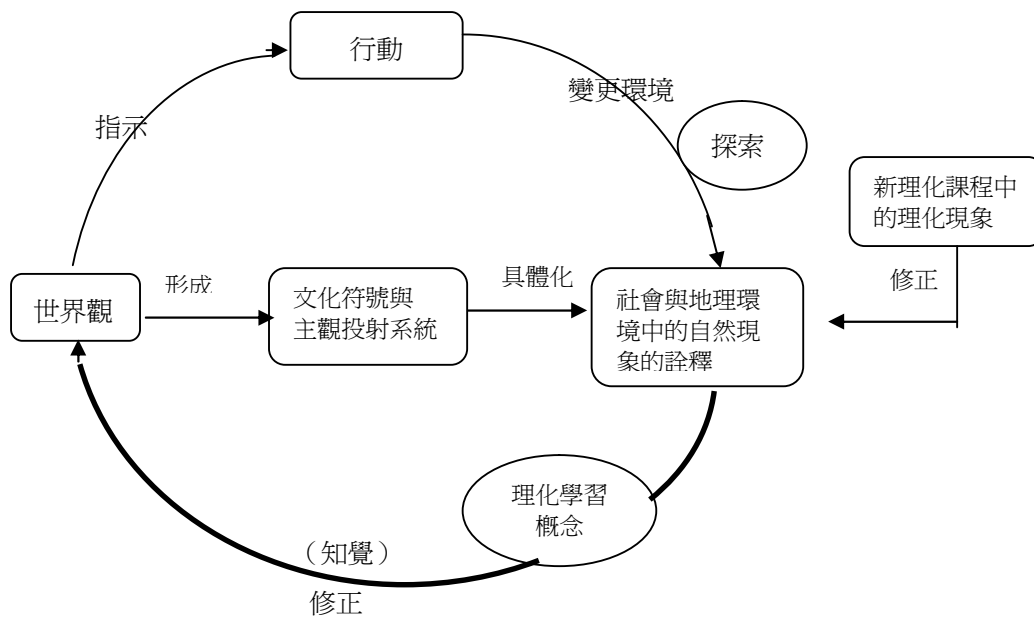 行動
變更環境
指示
探索
新理化課程中
的理化現象
修正
世界觀
形成
文化符號與
主觀投射系統
具體化
社會與地理環
境中的自然現
象的詮釋
理化學習
概念
（知覺）
修正